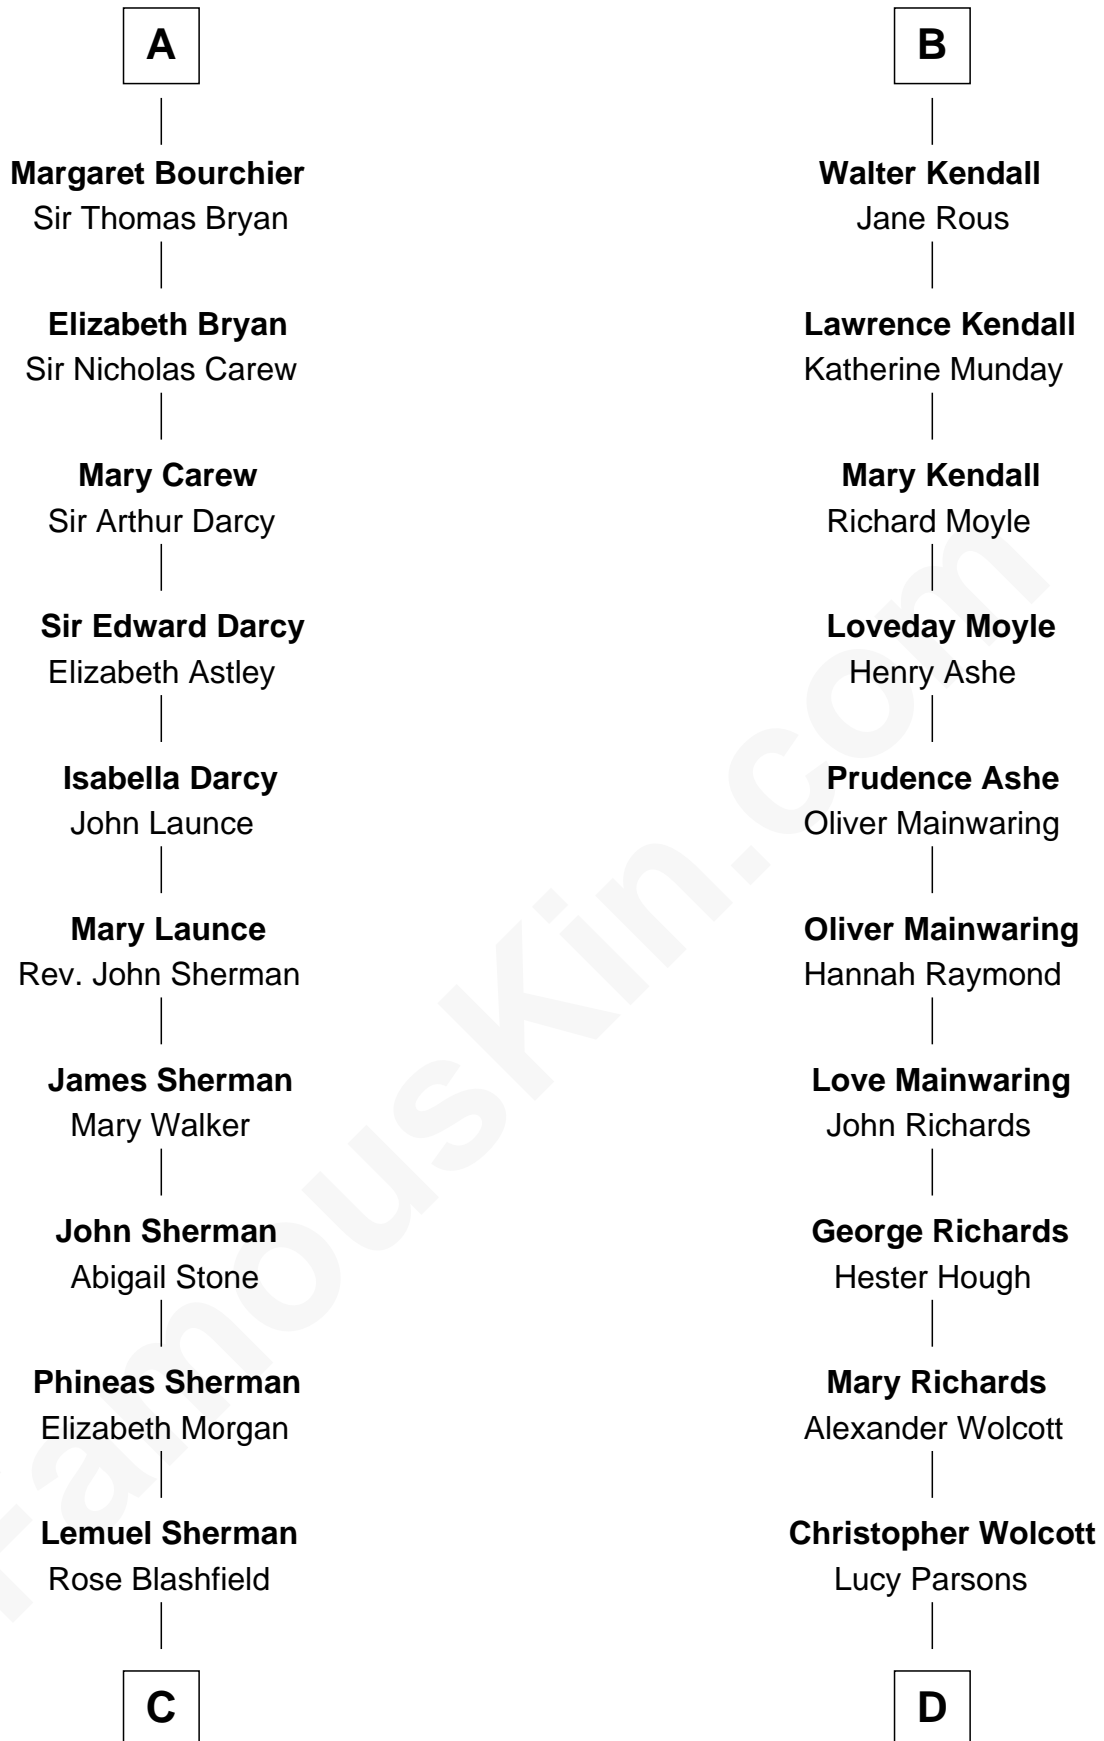 A
Margaret Bourchier
Sir Thomas Bryan
Elizabeth Bryan
Sir Nicholas Carew
Mary Carew
Sir Arthur Darcy
Sir Edward Darcy
Elizabeth Astley
Isabella Darcy
John Launce
Mary Launce
Rev. John Sherman
James Sherman
Mary Walker
John Sherman
Abigail Stone
Phineas Sherman
Elizabeth Morgan
Lemuel Sherman
Rose Blashfield
C
B
Walter Kendall
Jane Rous
Lawrence Kendall
Katherine Munday
Mary Kendall
Richard Moyle
Loveday Moyle
Henry Ashe
Prudence Ashe
Oliver Mainwaring
Oliver Mainwaring
Hannah Raymond
Love Mainwaring
John Richards
George Richards
Hester Hough
Mary Richards
Alexander Wolcott
Christopher Wolcott
Lucy Parsons
D
FamousKin.com